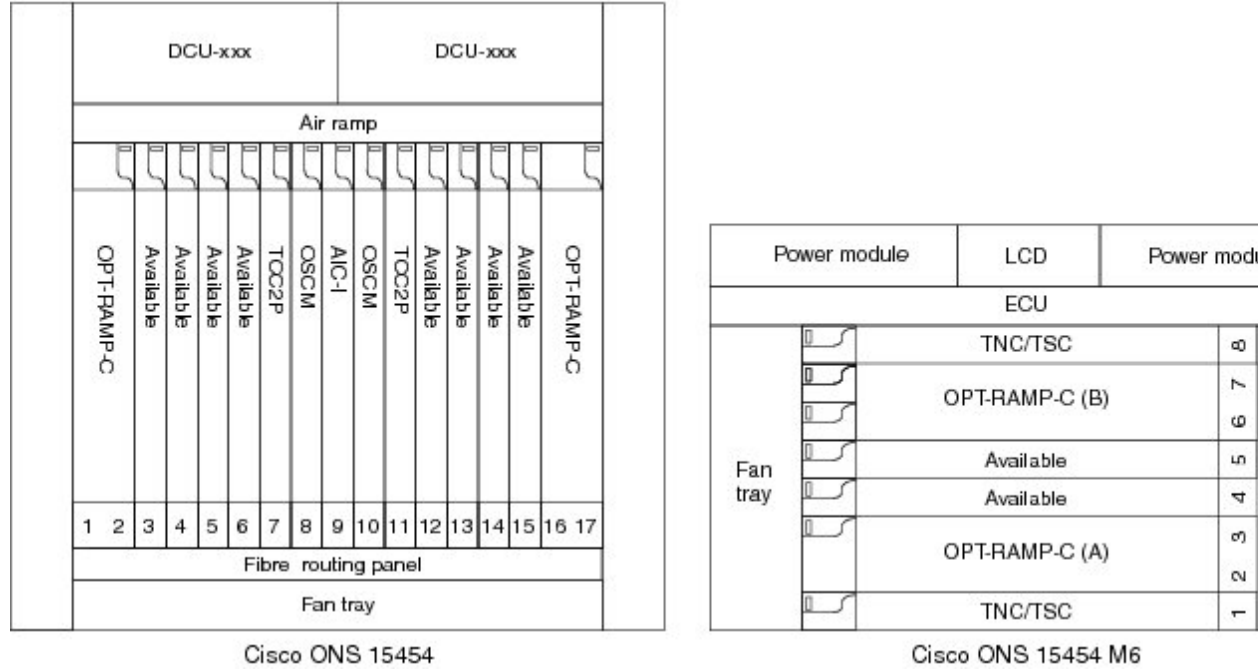 DCU-xxx DCU-xxx
Air ramp
OPT-RAMP-C
Available
Available
Available
Available
TCC2P
OSCM
AIC-I
OSCM
TCC2P
Available
Available
Available
Available
OPT-RAMP-C
1 2 3 4 5 6 7 8 9 10 11 12 13 14 15 16 17
Fibre routing panel
Fan tray
Cisco ONS 15454
Power module LCD Power modu
ECU
Fan
tray
TNC/TSC 8
OPT-RAMP-C (B) 7 6
Available 5
Available 4
OPT-RAMP-C (A) 3 2
TNC/TSC 1
Cisco ONS 15454 M6